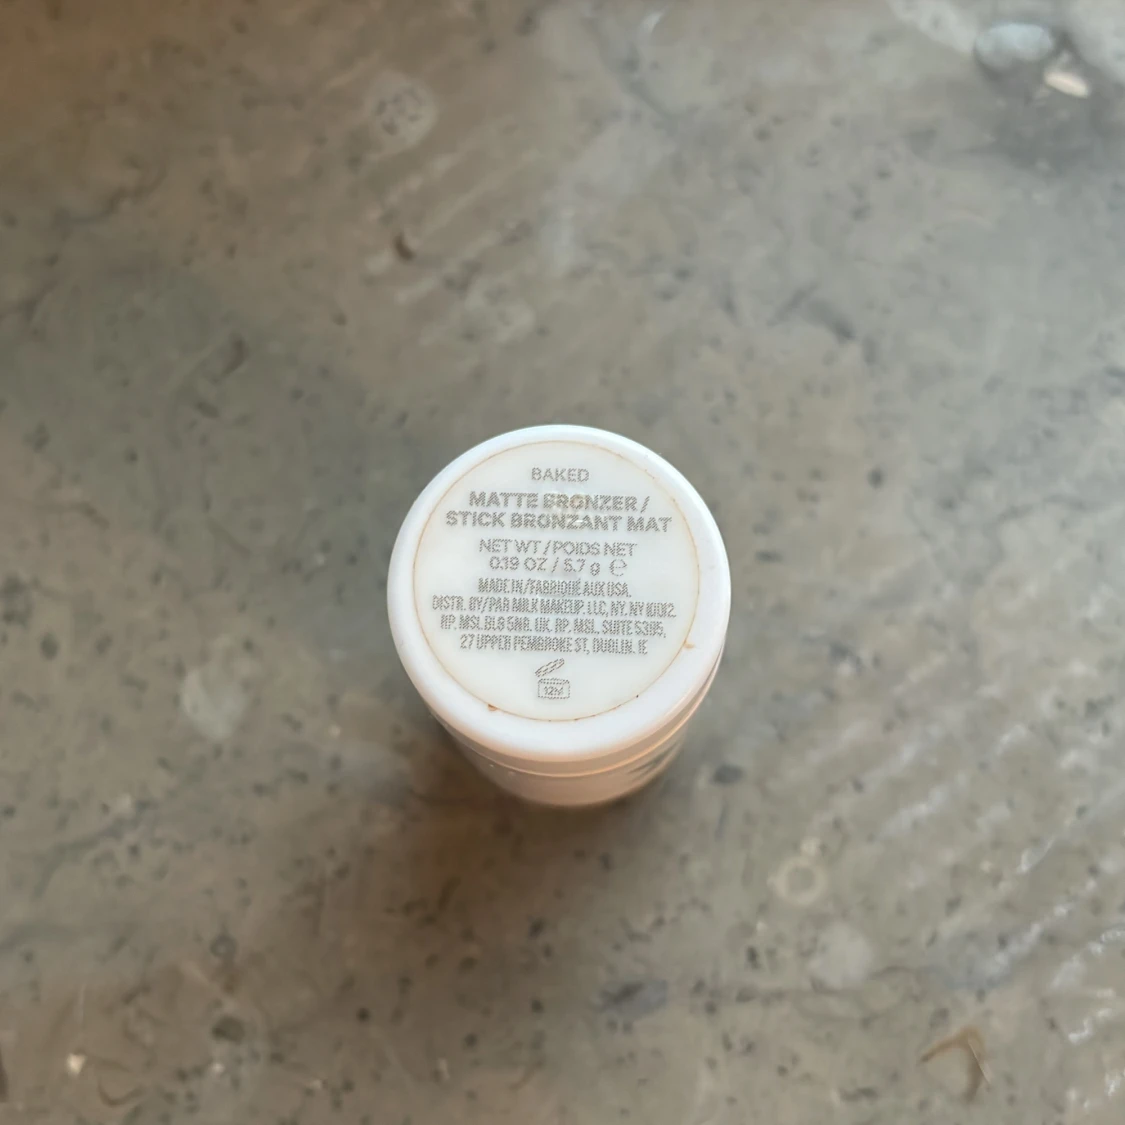 BAKED
MATTE BRONZER /
STICK BRONZANT MAT
NET WT / POIDS NET
0.19 OZ / 5.7 g ℮
MADE IN / FABRIQUÉ AUX USA.
DISTR. BY/PAR MILK MAKEUP, LLC, NY, NY 10012.
RP. MSL BL9 5NB, UK. RP. MSL, SUITE 5395,
27 UPPER PEMBROKE ST, DUBLIN, IE
12M